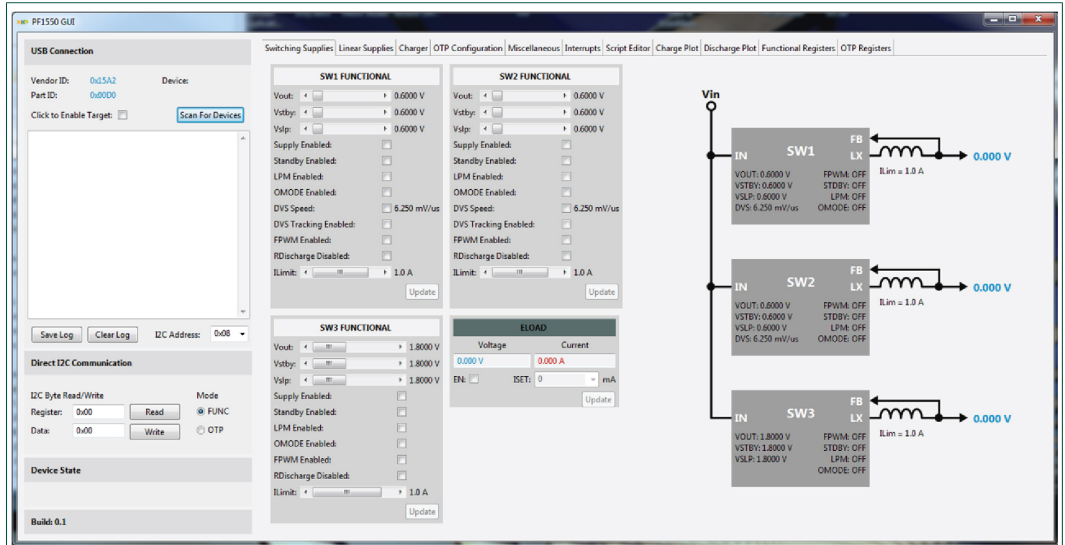 PF1550 GUI
USB Connection
Vendor ID: 0x15A2 Device:
Part ID: 0x00D0
Click to Enable Target: Scan For Devices
Save Log Clear Log I2C Address: 0x08
Direct I2C Communication
I2C Byte Read/Write Mode
Register: 0x00 Read FUNC
Data: 0x00 Write OTP
Device State
Build: 0.1
Switching Supplies Linear Supplies Charger OTP Configuration Miscellaneous Interrupts Script Editor Charge Plot Discharge Plot Functional Registers OTP Registers
SW1 FUNCTIONAL
Vout: 0.6000 V
Vstby: 0.6000 V
Vslp: 0.6000 V
Supply Enabled:
Standby Enabled:
LPM Enabled:
OMODE Enabled:
DVS Speed: 6.250 mV/us
DVS Tracking Enabled:
FPWM Enabled:
RDischarge Disabled:
ILimit: 1.0 A
Update
SW2 FUNCTIONAL
Vout: 0.6000 V
Vstby: 0.6000 V
Vslp: 0.6000 V
Supply Enabled:
Standby Enabled:
LPM Enabled:
OMODE Enabled:
DVS Speed: 6.250 mV/us
DVS Tracking Enabled:
FPWM Enabled:
RDischarge Disabled:
ILimit: 1.0 A
Update
SW3 FUNCTIONAL
Vout: 1.8000 V
Vstby: 1.8000 V
Vslp: 1.8000 V
Supply Enabled:
Standby Enabled:
LPM Enabled:
OMODE Enabled:
FPWM Enabled:
RDischarge Disabled:
ILimit: 1.0 A
Update
ELOAD
Voltage Current
0.000 V 0.000 A
EN: ISET: 0 mA
Update
Vin
FB
IN SW1 LX 0.000 V
ILim = 1.0 A
VOUT: 0.6000 V FPWM: OFF
VSTBY: 0.6000 V STDBY: OFF
VSLP: 0.6000 V LPM: OFF
DVS: 6.250 mV/us OMODE: OFF
FB
IN SW2 LX 0.000 V
ILim = 1.0 A
VOUT: 0.6000 V FPWM: OFF
VSTBY: 0.6000 V STDBY: OFF
VSLP: 0.6000 V LPM: OFF
DVS: 6.250 mV/us OMODE: OFF
FB
IN SW3 LX 0.000 V
ILim = 1.0 A
VOUT: 1.8000 V FPWM: OFF
VSTBY: 1.8000 V STDBY: OFF
VSLP: 1.8000 V LPM: OFF
OMODE: OFF